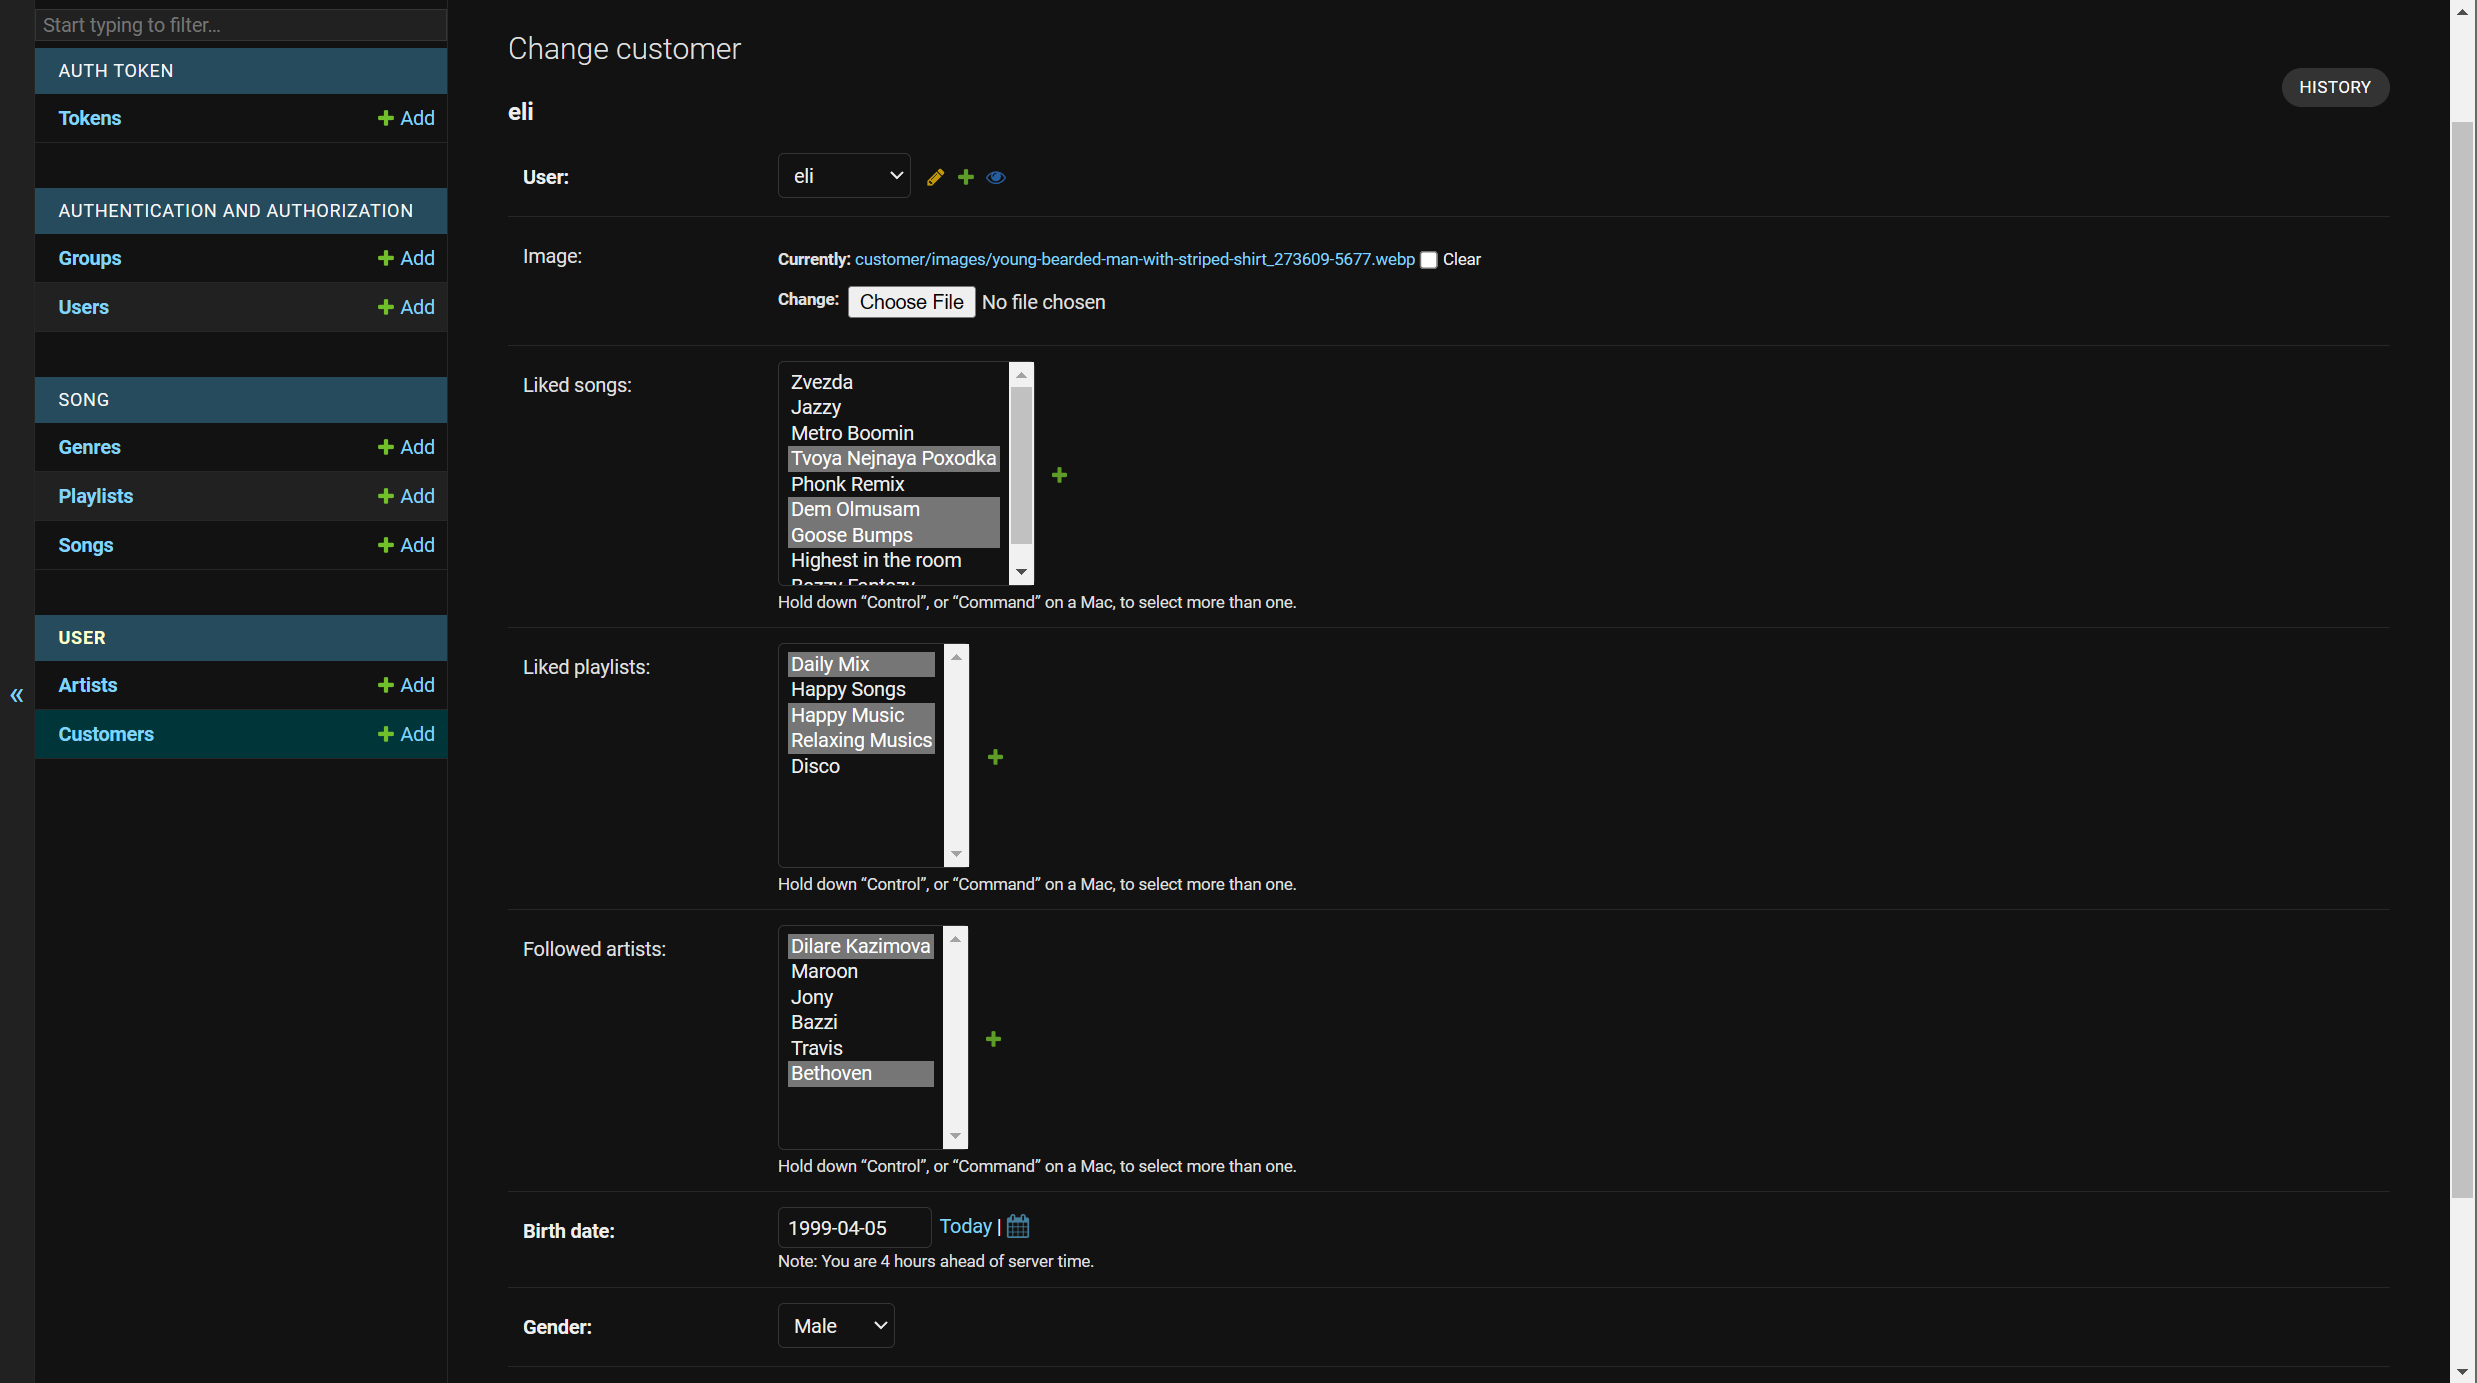 Start typing to filter...
AUTH TOKEN
Tokens + Add
AUTHENTICATION AND AUTHORIZATION
Groups + Add
Users + Add
SONG
Genres + Add
Playlists + Add
Songs + Add
USER
Artists + Add
Customers + Add
«
Change customer
HISTORY
eli
User: eli
Image: Currently: customer/images/young-bearded-man-with-striped-shirt_273609-5677.webp Clear
Change: Choose File No file chosen
Liked songs:
Zvezda
Jazzy
Metro Boomin
Tvoya Nejnaya Poxodka
Phonk Remix
Dem Olmusam
Goose Bumps
Highest in the room
Bazzy Fantazy
Hold down “Control”, or “Command” on a Mac, to select more than one.
Liked playlists:
Daily Mix
Happy Songs
Happy Music
Relaxing Musics
Disco
Hold down “Control”, or “Command” on a Mac, to select more than one.
Followed artists:
Dilare Kazimova
Maroon
Jony
Bazzi
Travis
Bethoven
Hold down “Control”, or “Command” on a Mac, to select more than one.
Birth date: 1999-04-05 Today |
Note: You are 4 hours ahead of server time.
Gender: Male